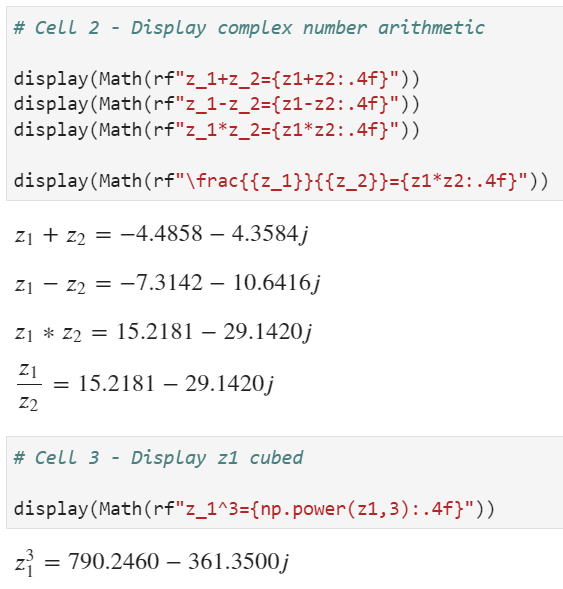 # Cell 2 - Display complex number arithmetic
display(Math(rf"z_1+z_2={z1+z2:.4f}"))
display(Math(rf"z_1-z_2={z1-z2:.4f}"))
display(Math(rf"z_1*z_2={z1*z2:.4f}"))
display(Math(rf"\frac{{z_1}}{{z_2}}={z1*z2:.4f}"))
z₁ + z₂ = −4.4858 − 4.3584j
z₁ − z₂ = −7.3142 − 10.6416j
z₁ ∗ z₂ = 15.2181 − 29.1420j
z₁
— = 15.2181 − 29.1420j
z₂
# Cell 3 - Display z1 cubed
display(Math(rf"z_1^3={np.power(z1,3):.4f}"))
z₁³ = 790.2460 − 361.3500j